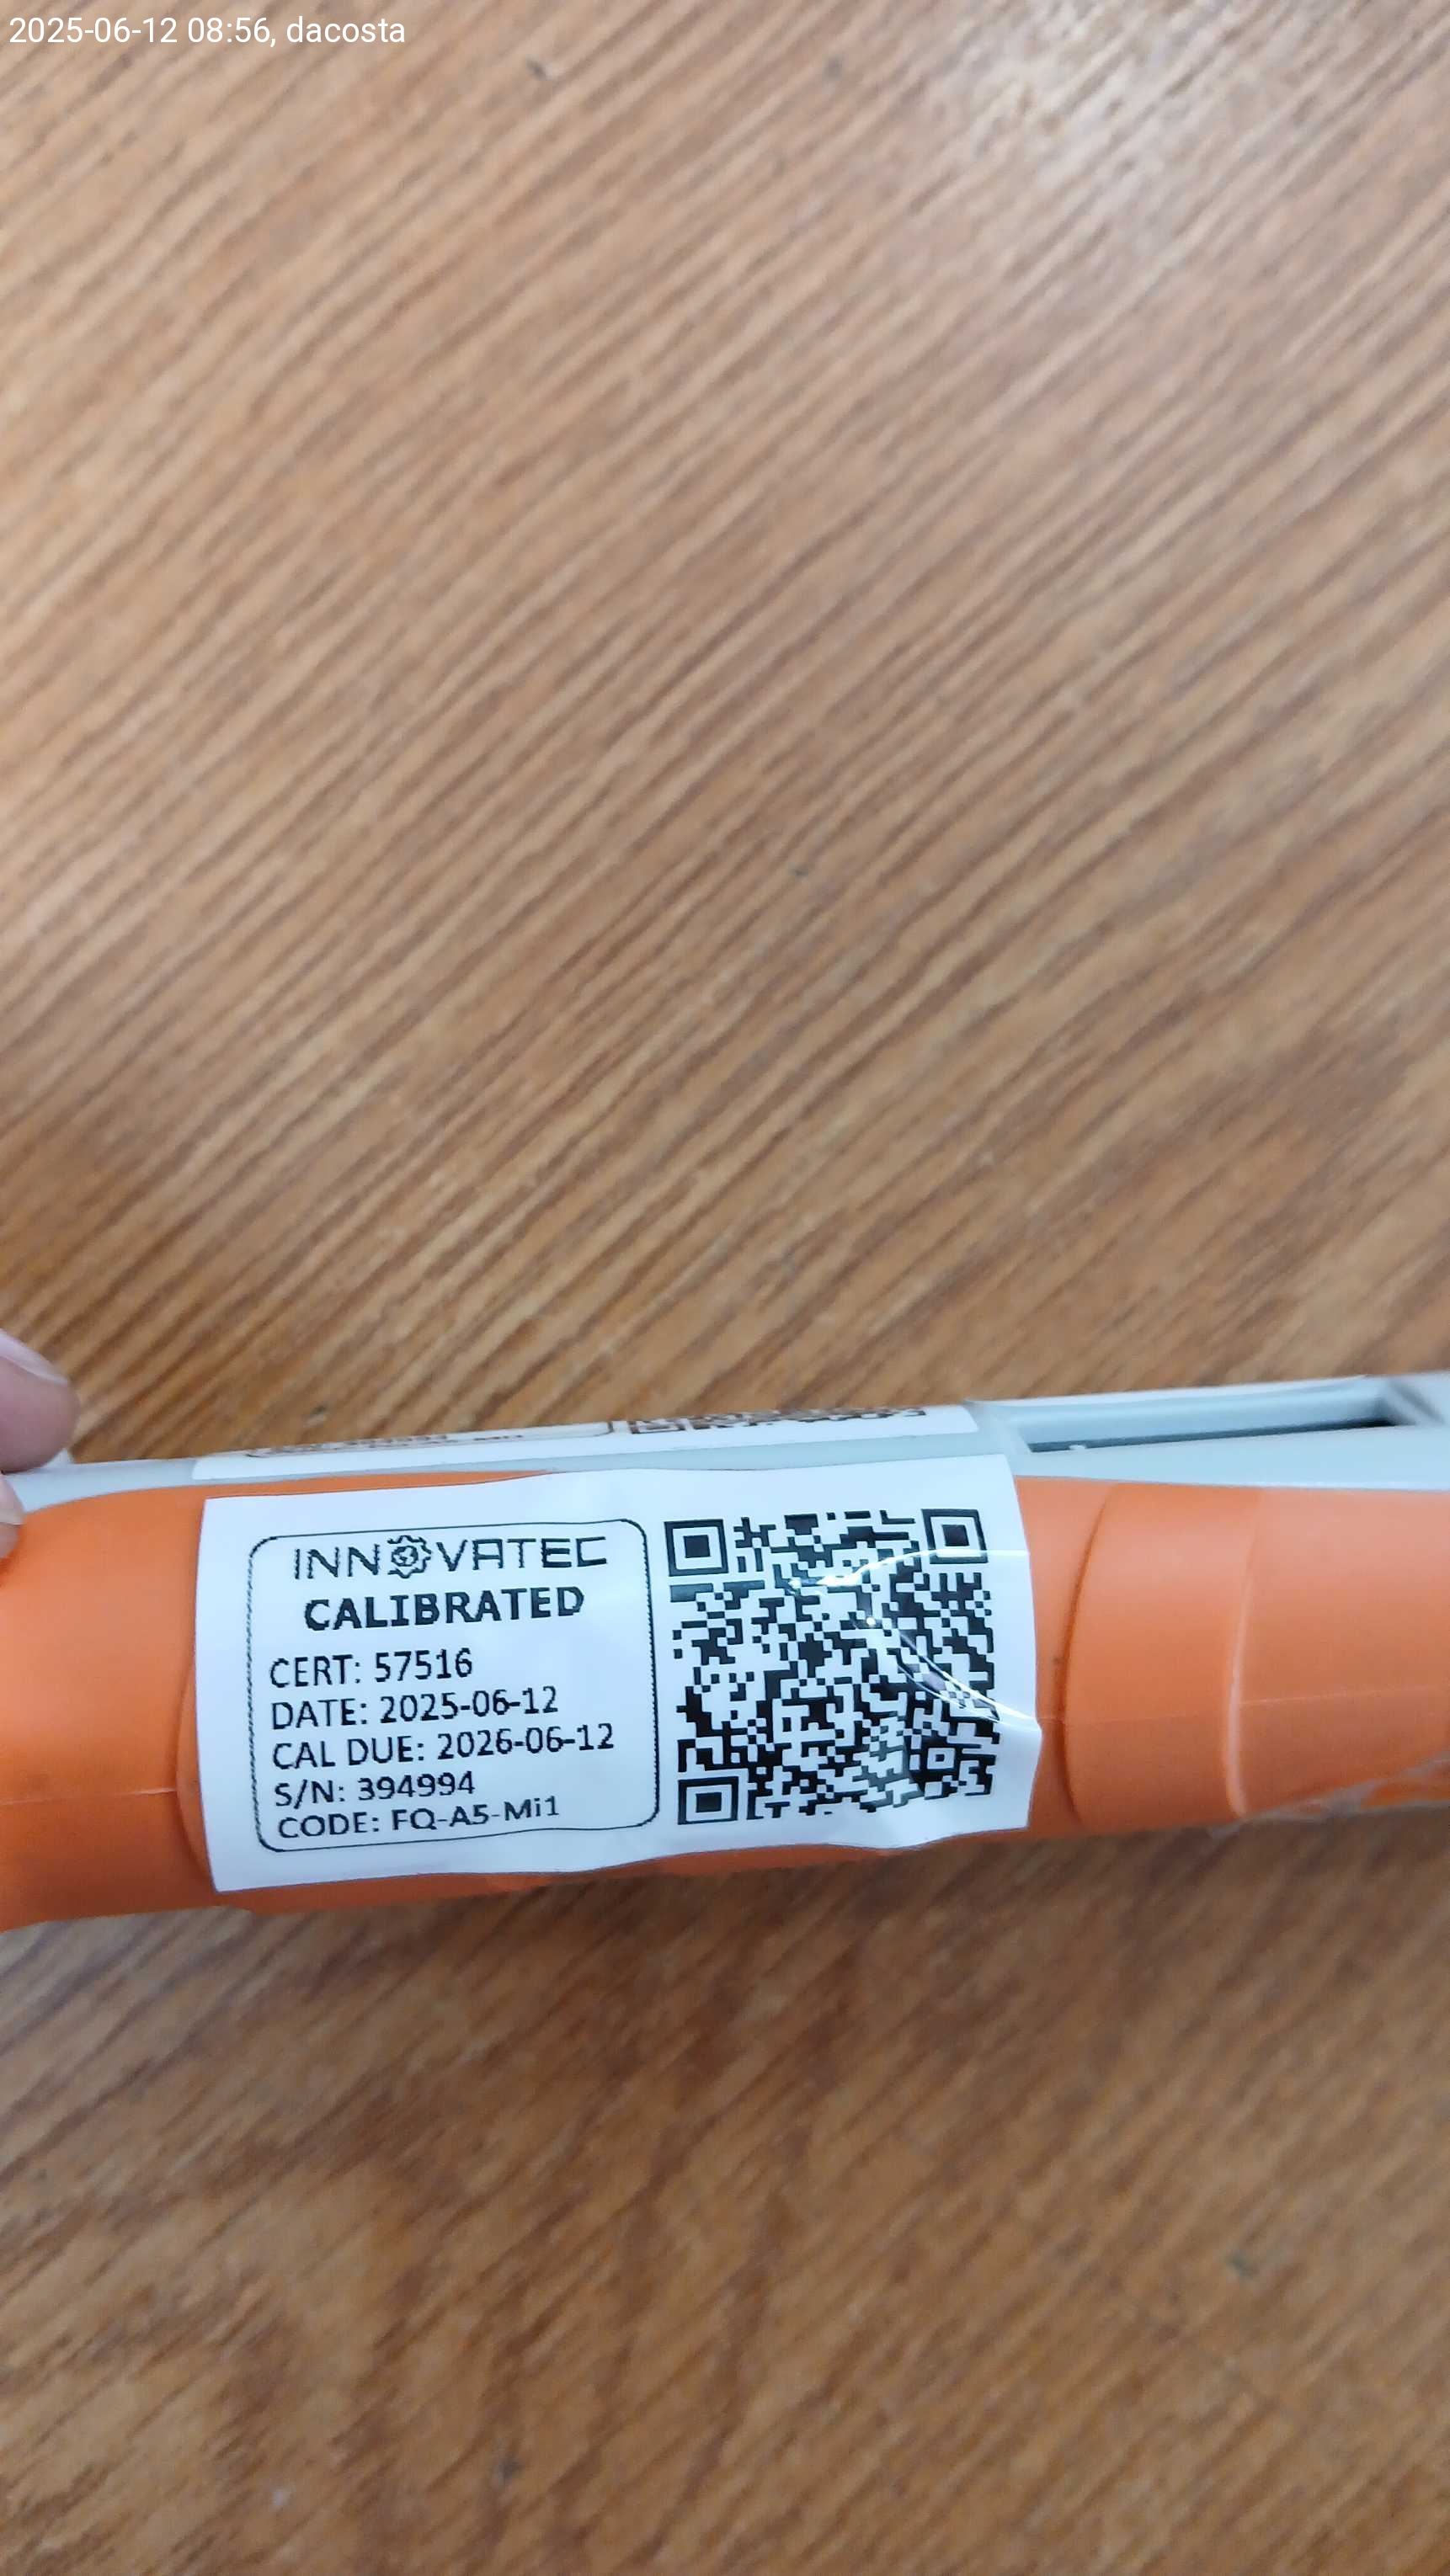 2025-06-12 08:56, dacosta
INNOVATEC
CALIBRATED
CERT: 57516
DATE: 2025-06-12
CAL DUE: 2026-06-12
S/N: 394994
CODE: FQ-A5-Mi1